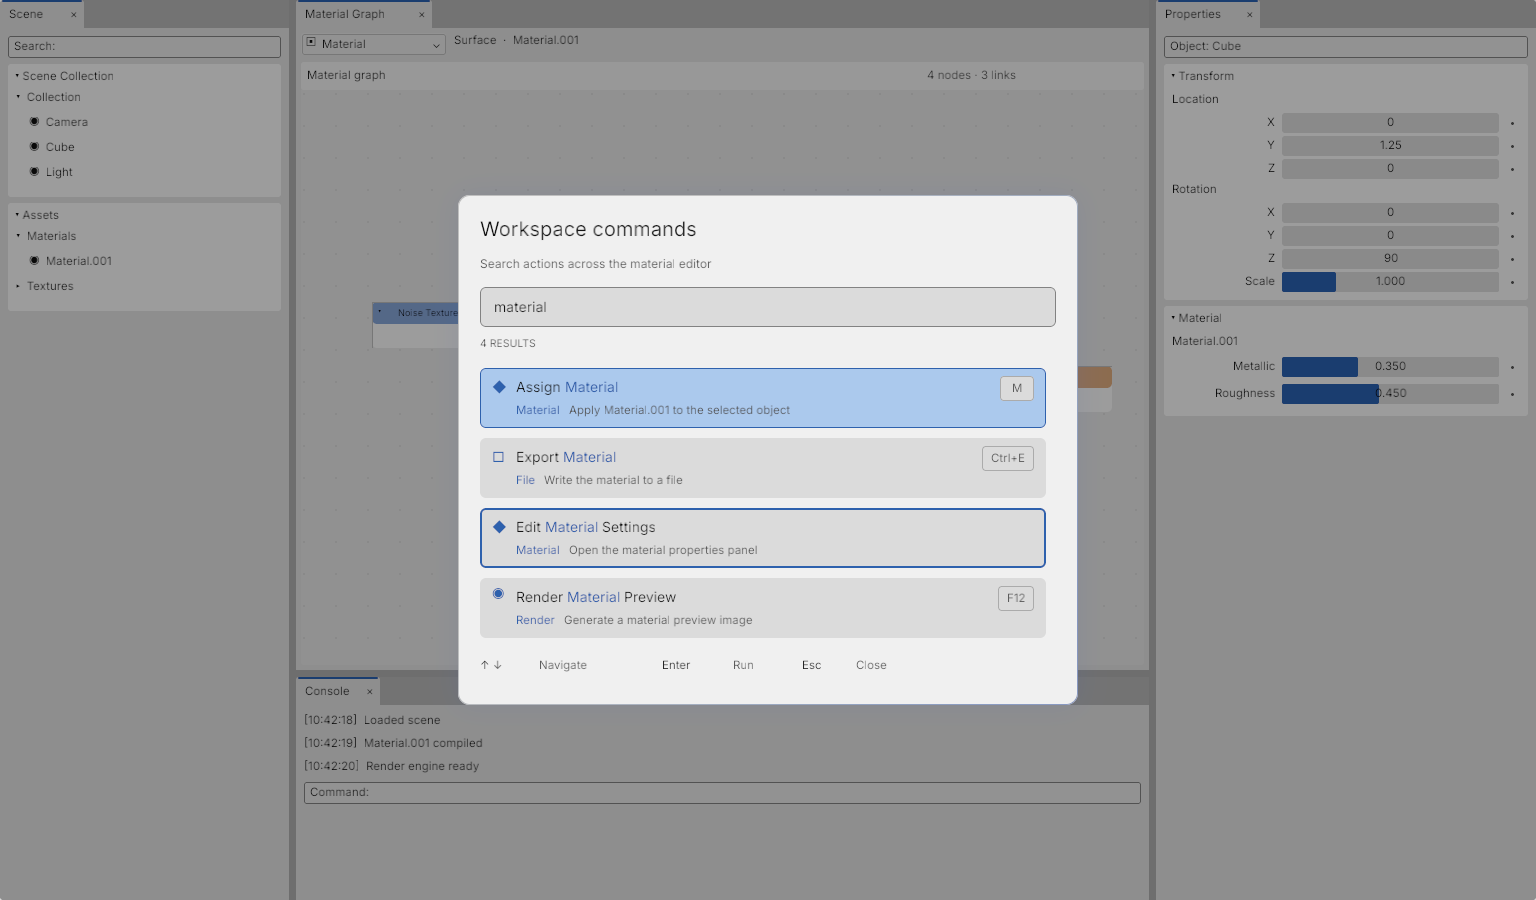 Scene ×
Search:
Scene Collection
Collection
Camera
Cube
Light
Assets
Materials
Material.001
Textures
Material Graph ×
Material
Surface · Material.001
Material graph
4 nodes · 3 links
Noise Texture
Workspace commands
Search actions across the material editor
material
4 RESULTS
Assign Material
M
Material Apply Material.001 to the selected object
Export Material
Ctrl+E
File Write the material to a file
Edit Material Settings
Material Open the material properties panel
Render Material Preview
F12
Render Generate a material preview image
↑ ↓ Navigate Enter Run Esc Close
Console ×
[10:42:18] Loaded scene
[10:42:19] Material.001 compiled
[10:42:20] Render engine ready
Command:
Properties ×
Object: Cube
Transform
Location
X 0
Y 1.25
Z 0
Rotation
X 0
Y 0
Z 90
Scale 1.000
Material
Material.001
Metallic 0.350
Roughness 0.450